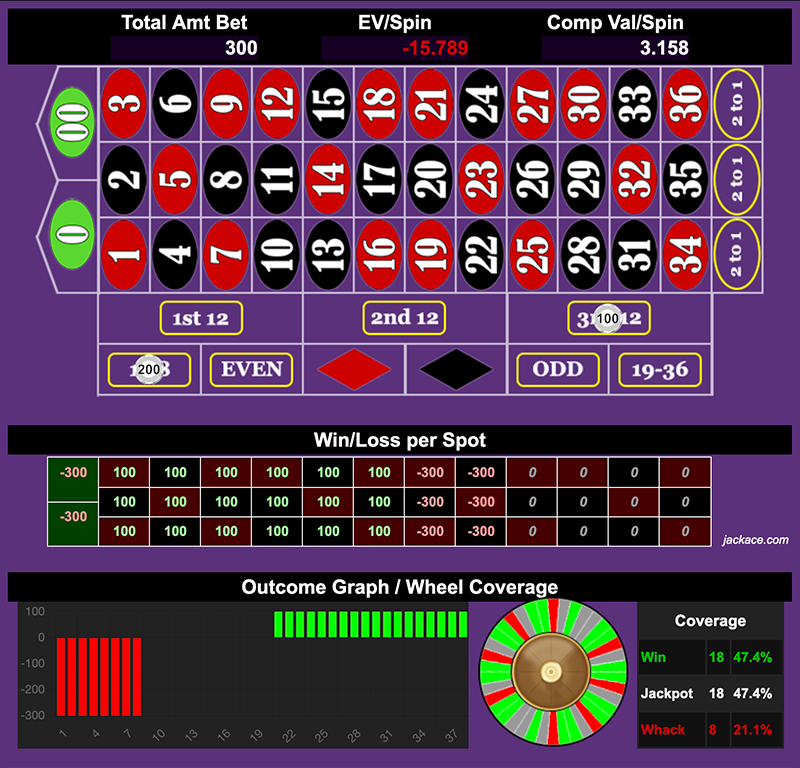 Total Amt Bet EV/Spin Comp Val/Spin
300 -15.789 3.158
00 3 6 9 12 15 18 21 24 27 30 33 36 2 to 1
2 5 8 11 14 17 20 23 26 29 32 35 2 to 1
0 1 4 7 10 13 16 19 22 25 28 31 34 2 to 1
1st 12 2nd 12 100 12
200 EVEN ODD 19-36
Win/Loss per Spot
-300 100 100 100 100 100 100 -300 -300 0 0 0 0
100 100 100 100 100 100 -300 -300 0 0 0 0
-300 100 100 100 100 100 100 -300 -300 0 0 0 0
jackace.com
Outcome Graph / Wheel Coverage
100
0
-100
-200
-300
1 4 7 10 13 16 19 22 25 28 31 34 37
Coverage
Win 18 47.4%
Jackpot 18 47.4%
Whack 8 21.1%